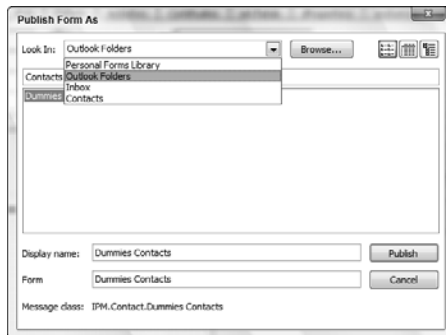 Publish Form As
Look In: Outlook Folders Browse...
Personal Forms Library
Contacts Outlook Folders
Inbox
Dummies Contacts
Display name: Dummies Contacts Publish
Form Dummies Contacts Cancel
Message class: IPM.Contact.Dummies Contacts